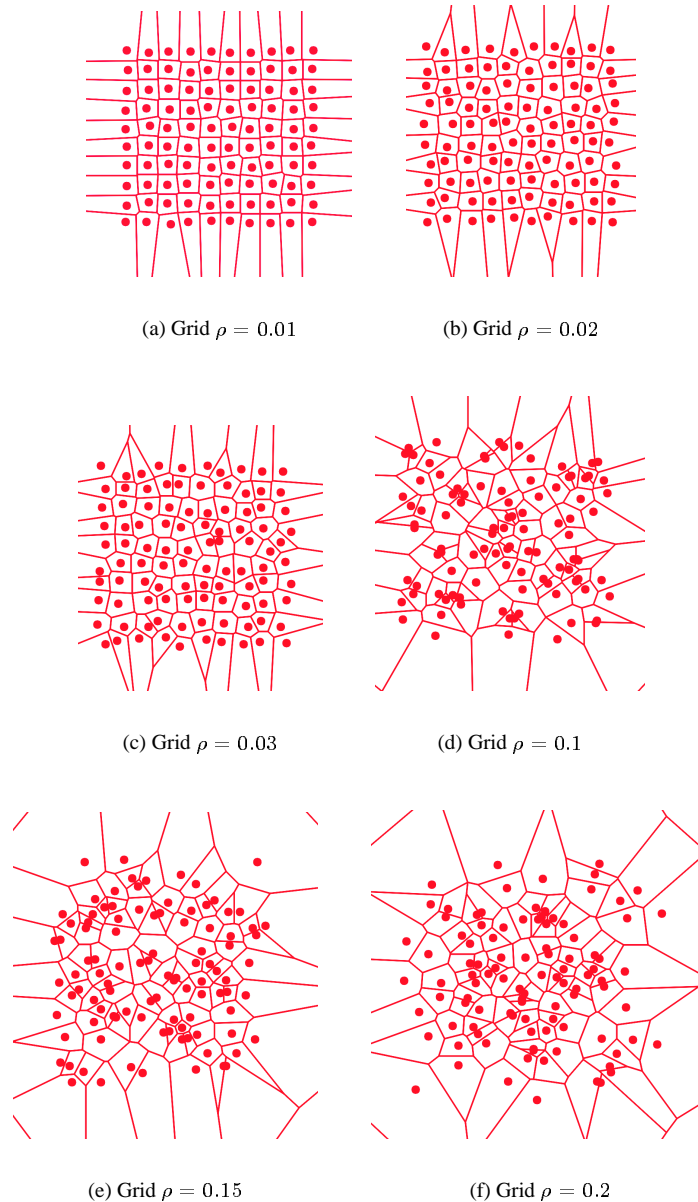 (a) Grid ρ = 0.01
(b) Grid ρ = 0.02
(c) Grid ρ = 0.03
(d) Grid ρ = 0.1
(e) Grid ρ = 0.15
(f) Grid ρ = 0.2